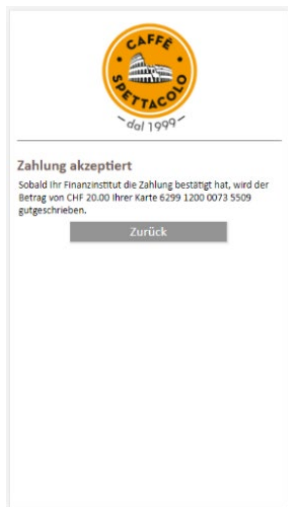 CAFFÈ
SPETTACOLO
dal 1999
Zahlung akzeptiert
Sobald Ihr Finanzinstitut die Zahlung bestätigt hat, wird der
Betrag von CHF 20.00 Ihrer Karte 6299 1200 0073 5509
gutgeschrieben.
Zurück